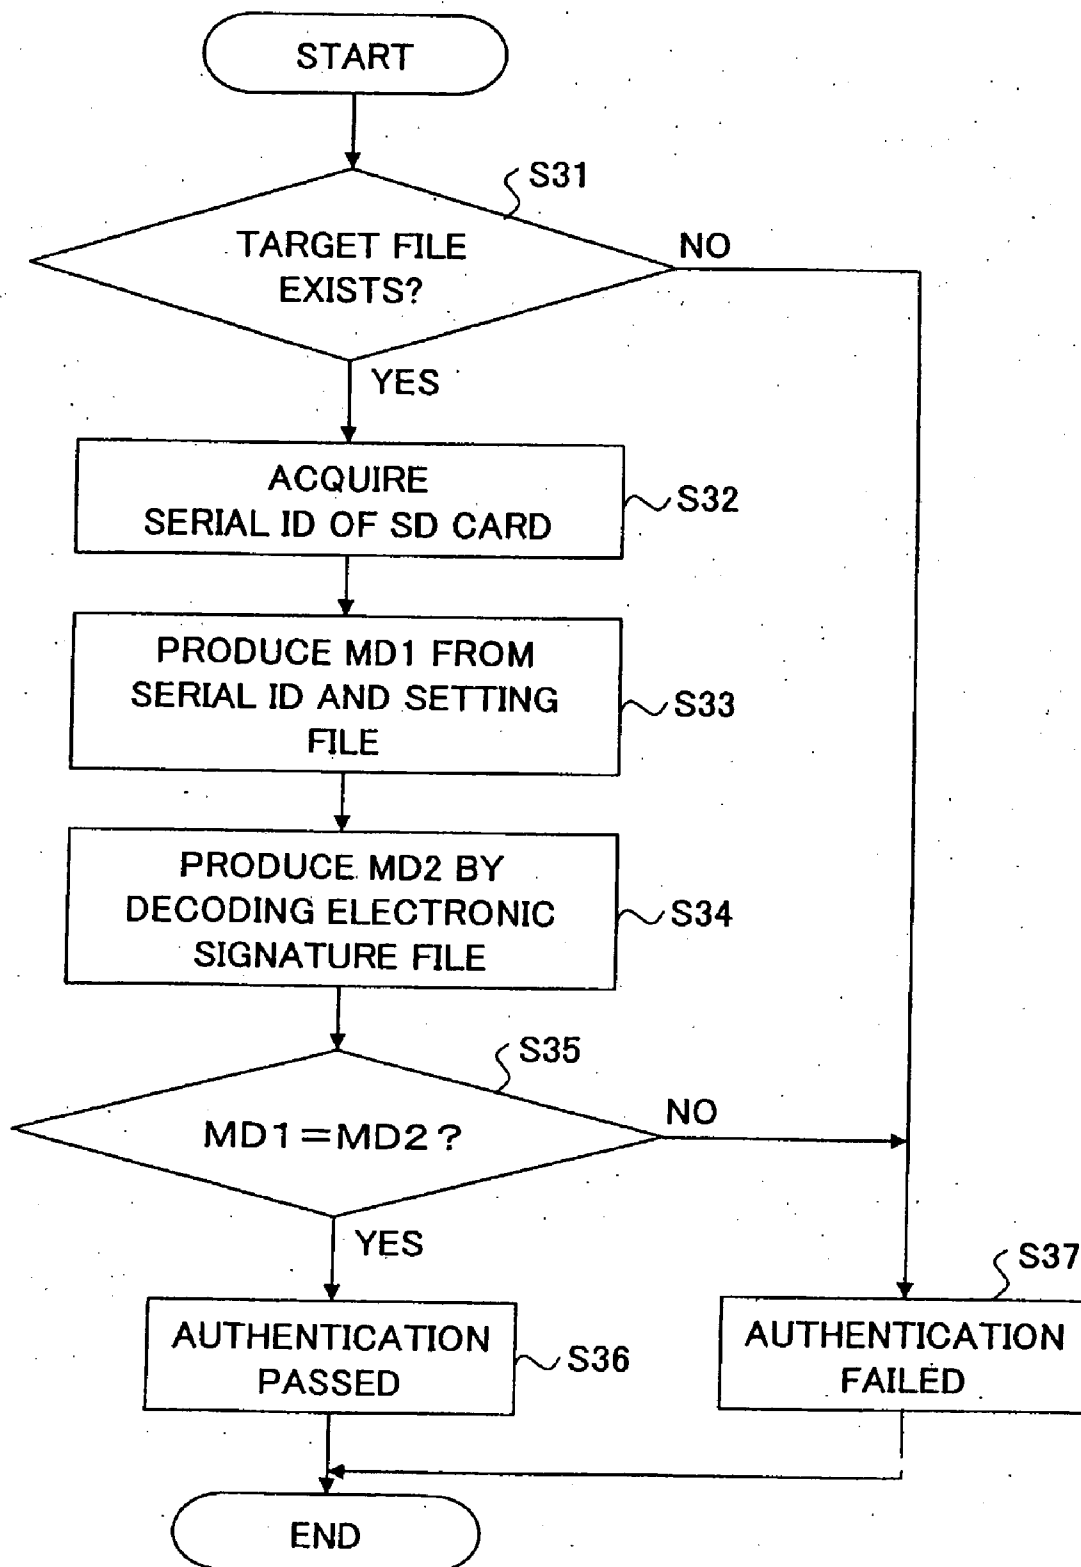 START
S31
TARGET FILE
EXISTS?
NO
YES
ACQUIRE
SERIAL ID OF SD CARD
S32
PRODUCE MD1 FROM
SERIAL ID AND SETTING
FILE
S33
PRODUCE MD2 BY
DECODING ELECTRONIC
SIGNATURE FILE
S34
S35
MD1=MD2?
NO
YES
AUTHENTICATION
PASSED
S36
S37
AUTHENTICATION
FAILED
END